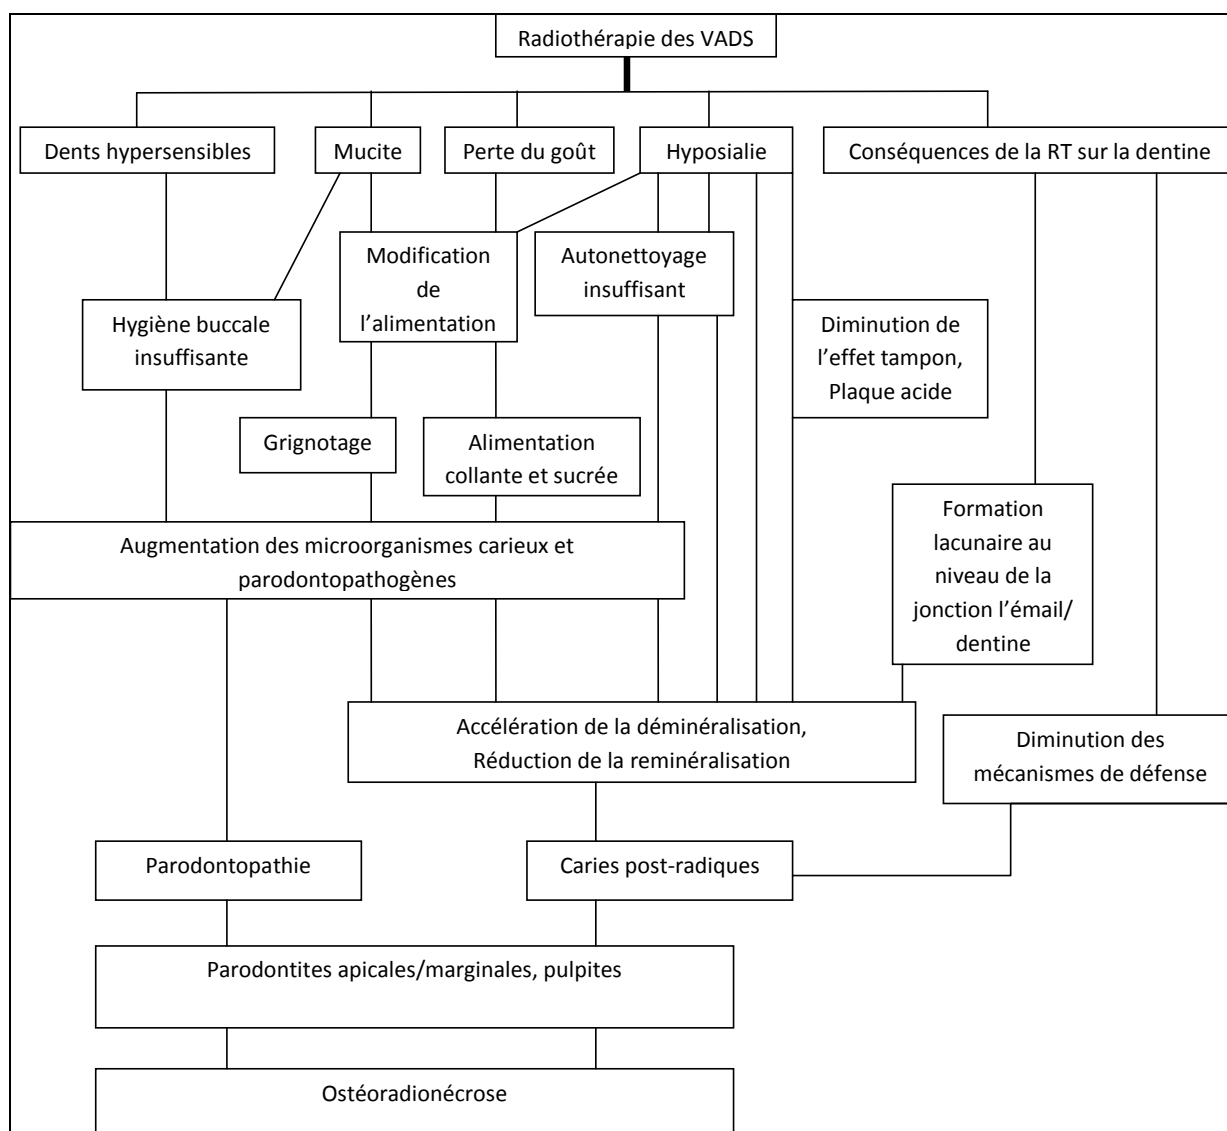 Radiothérapie des VADS
Dents hypersensibles
Mucite
Perte du goût
Hyposialie
Conséquences de la RT sur la dentine
Modification
de
l’alimentation
Autonettoyage
insuffisant
Hygiène buccale
insuffisante
Diminution de
l’effet tampon,
Plaque acide
Grignotage
Alimentation
collante et sucrée
Formation
lacunaire au
niveau de la
jonction l’émail/
dentine
Augmentation des microorganismes carieux et
parodontopathogènes
Accélération de la déminéralisation,
Réduction de la reminéralisation
Diminution des
mécanismes de défense
Parodontopathie
Caries post-radiques
Parodontites apicales/marginales, pulpites
Ostéoradionécrose